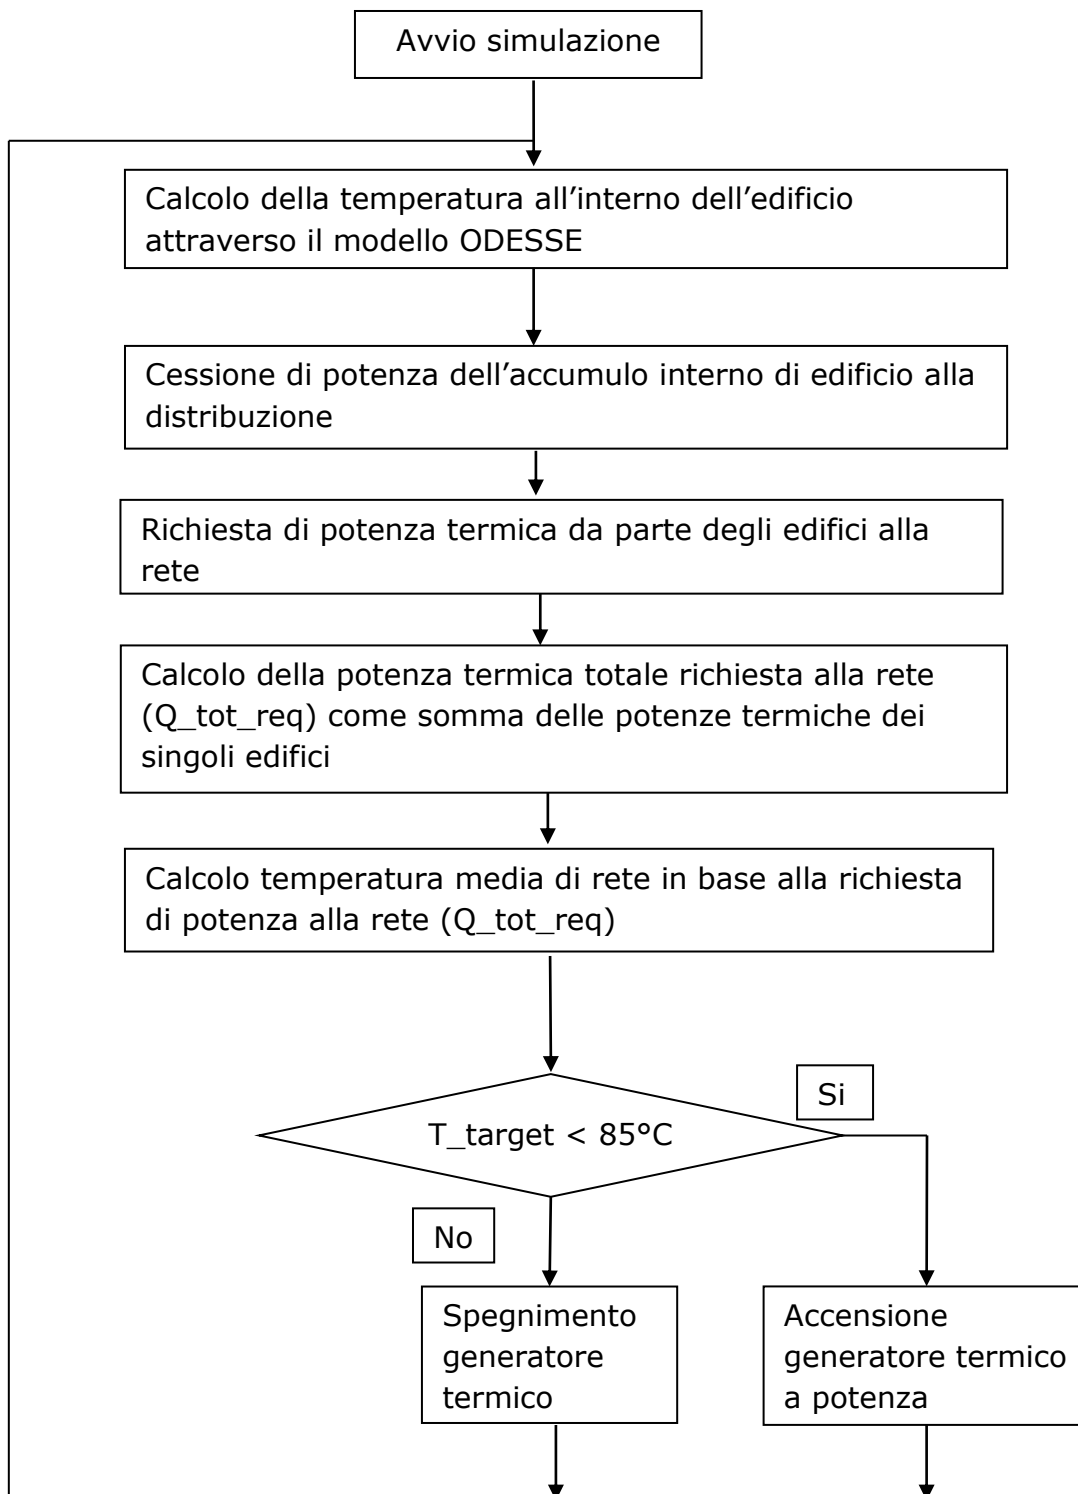 Avvio simulazione
Calcolo della temperatura all’interno dell’edificio
attraverso il modello ODESSE
Cessione di potenza dell’accumulo interno di edificio alla
distribuzione
Richiesta di potenza termica da parte degli edifici alla
rete
Calcolo della potenza termica totale richiesta alla rete
(Q_tot_req) come somma delle potenze termiche dei
singoli edifici
Calcolo temperatura media di rete in base alla richiesta
di potenza alla rete (Q_tot_req)
Si
T_target < 85°C
No
Spegnimento
generatore
termico
Accensione
generatore termico
a potenza